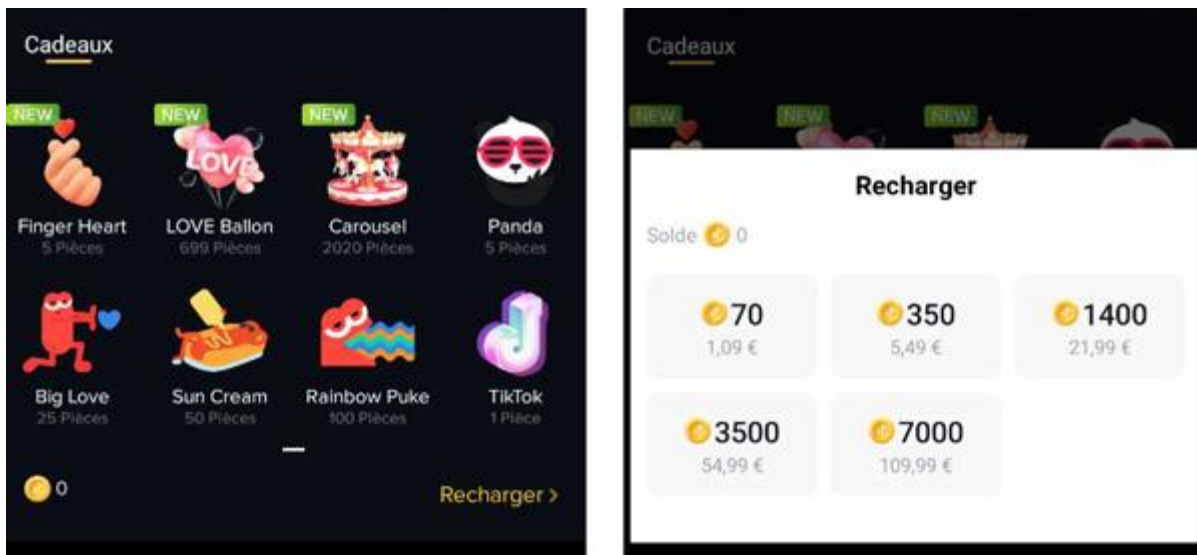 Cadeaux
NEW NEW NEW
LOVE
Finger Heart LOVE Ballon Carousel Panda
5 Pièces 699 Pièces 2020 Pièces 5 Pièces
Big Love Sun Cream Rainbow Puke TikTok
25 Pièces 50 Pièces 100 Pièces 1 Pièce
0 Recharger >
Cadeaux
NEW NEW NEW
Recharger
Solde 0
70 350 1400
1,09 € 5,49 € 21,99 €
3500 7000
54,99 € 109,99 €